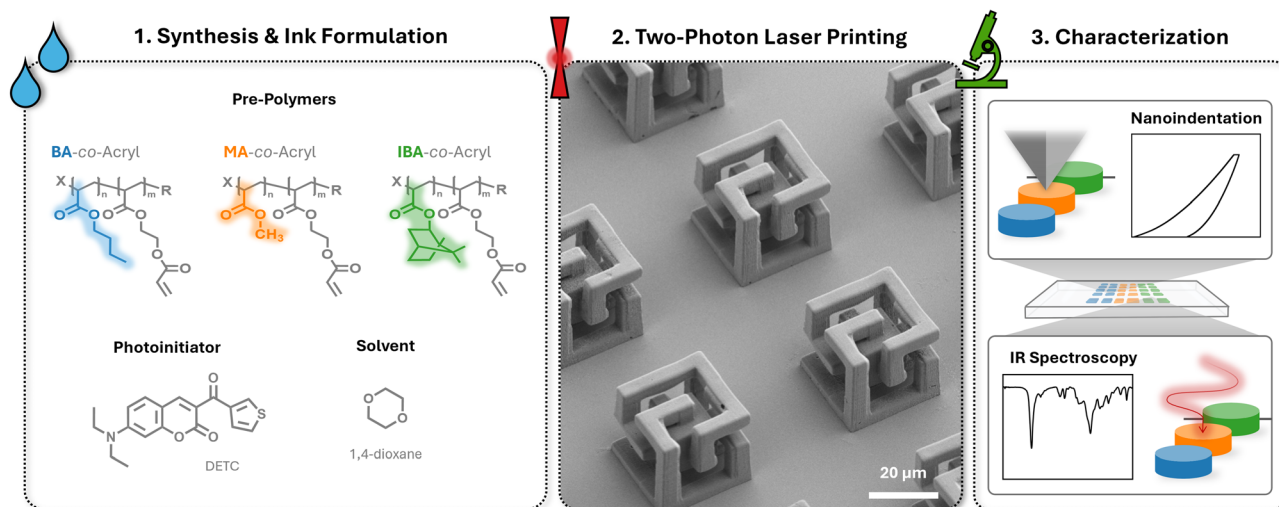 1. Synthesis & Ink Formulation
Pre-Polymers
BA-co-Acryl
MA-co-Acryl
IBA-co-Acryl
X
n
m
R
O
O
O
O
O
O
X
n
m
R
O
O
O
O
CH₃
O
O
X
n
m
R
O
O
O
O
O
O
Photoinitiator
O
S
N
O
O
DETC
Solvent
O
O
1,4-dioxane
2. Two-Photon Laser Printing
20 µm
3. Characterization
Nanoindentation
IR Spectroscopy